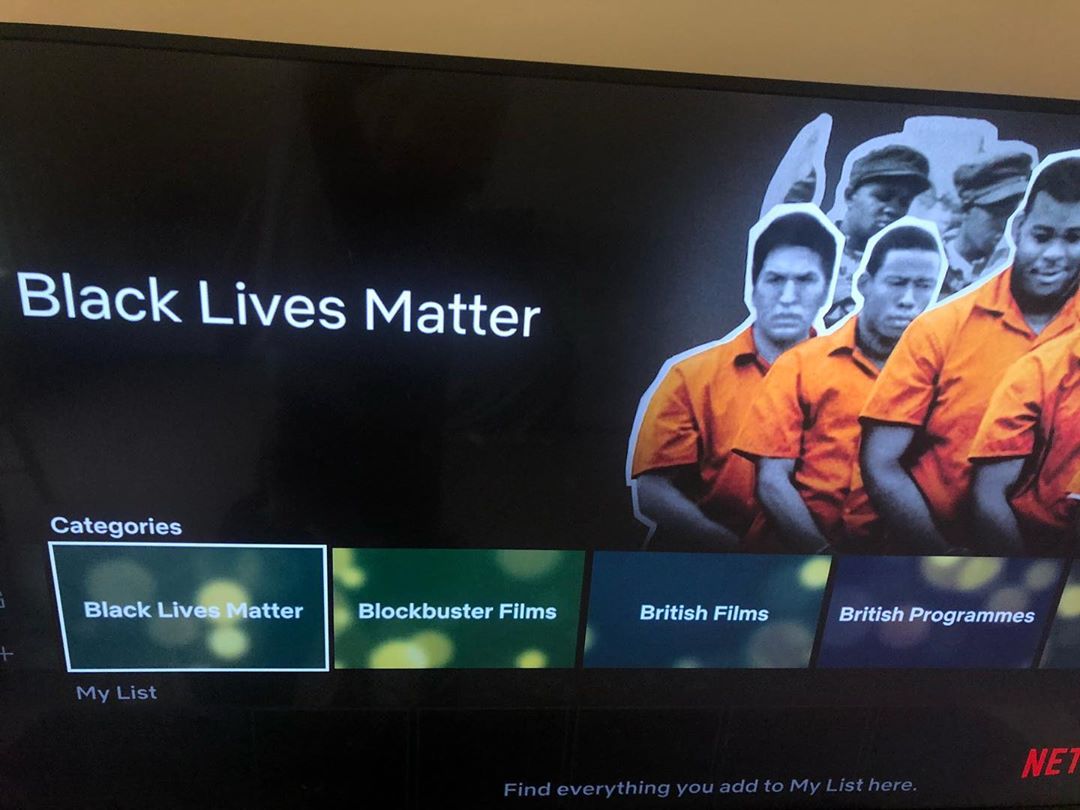 Black Lives Matter
Categories
Black Lives Matter
Blockbuster Films
British Films
British Programmes
My List
NET
Find everything you add to My List here.